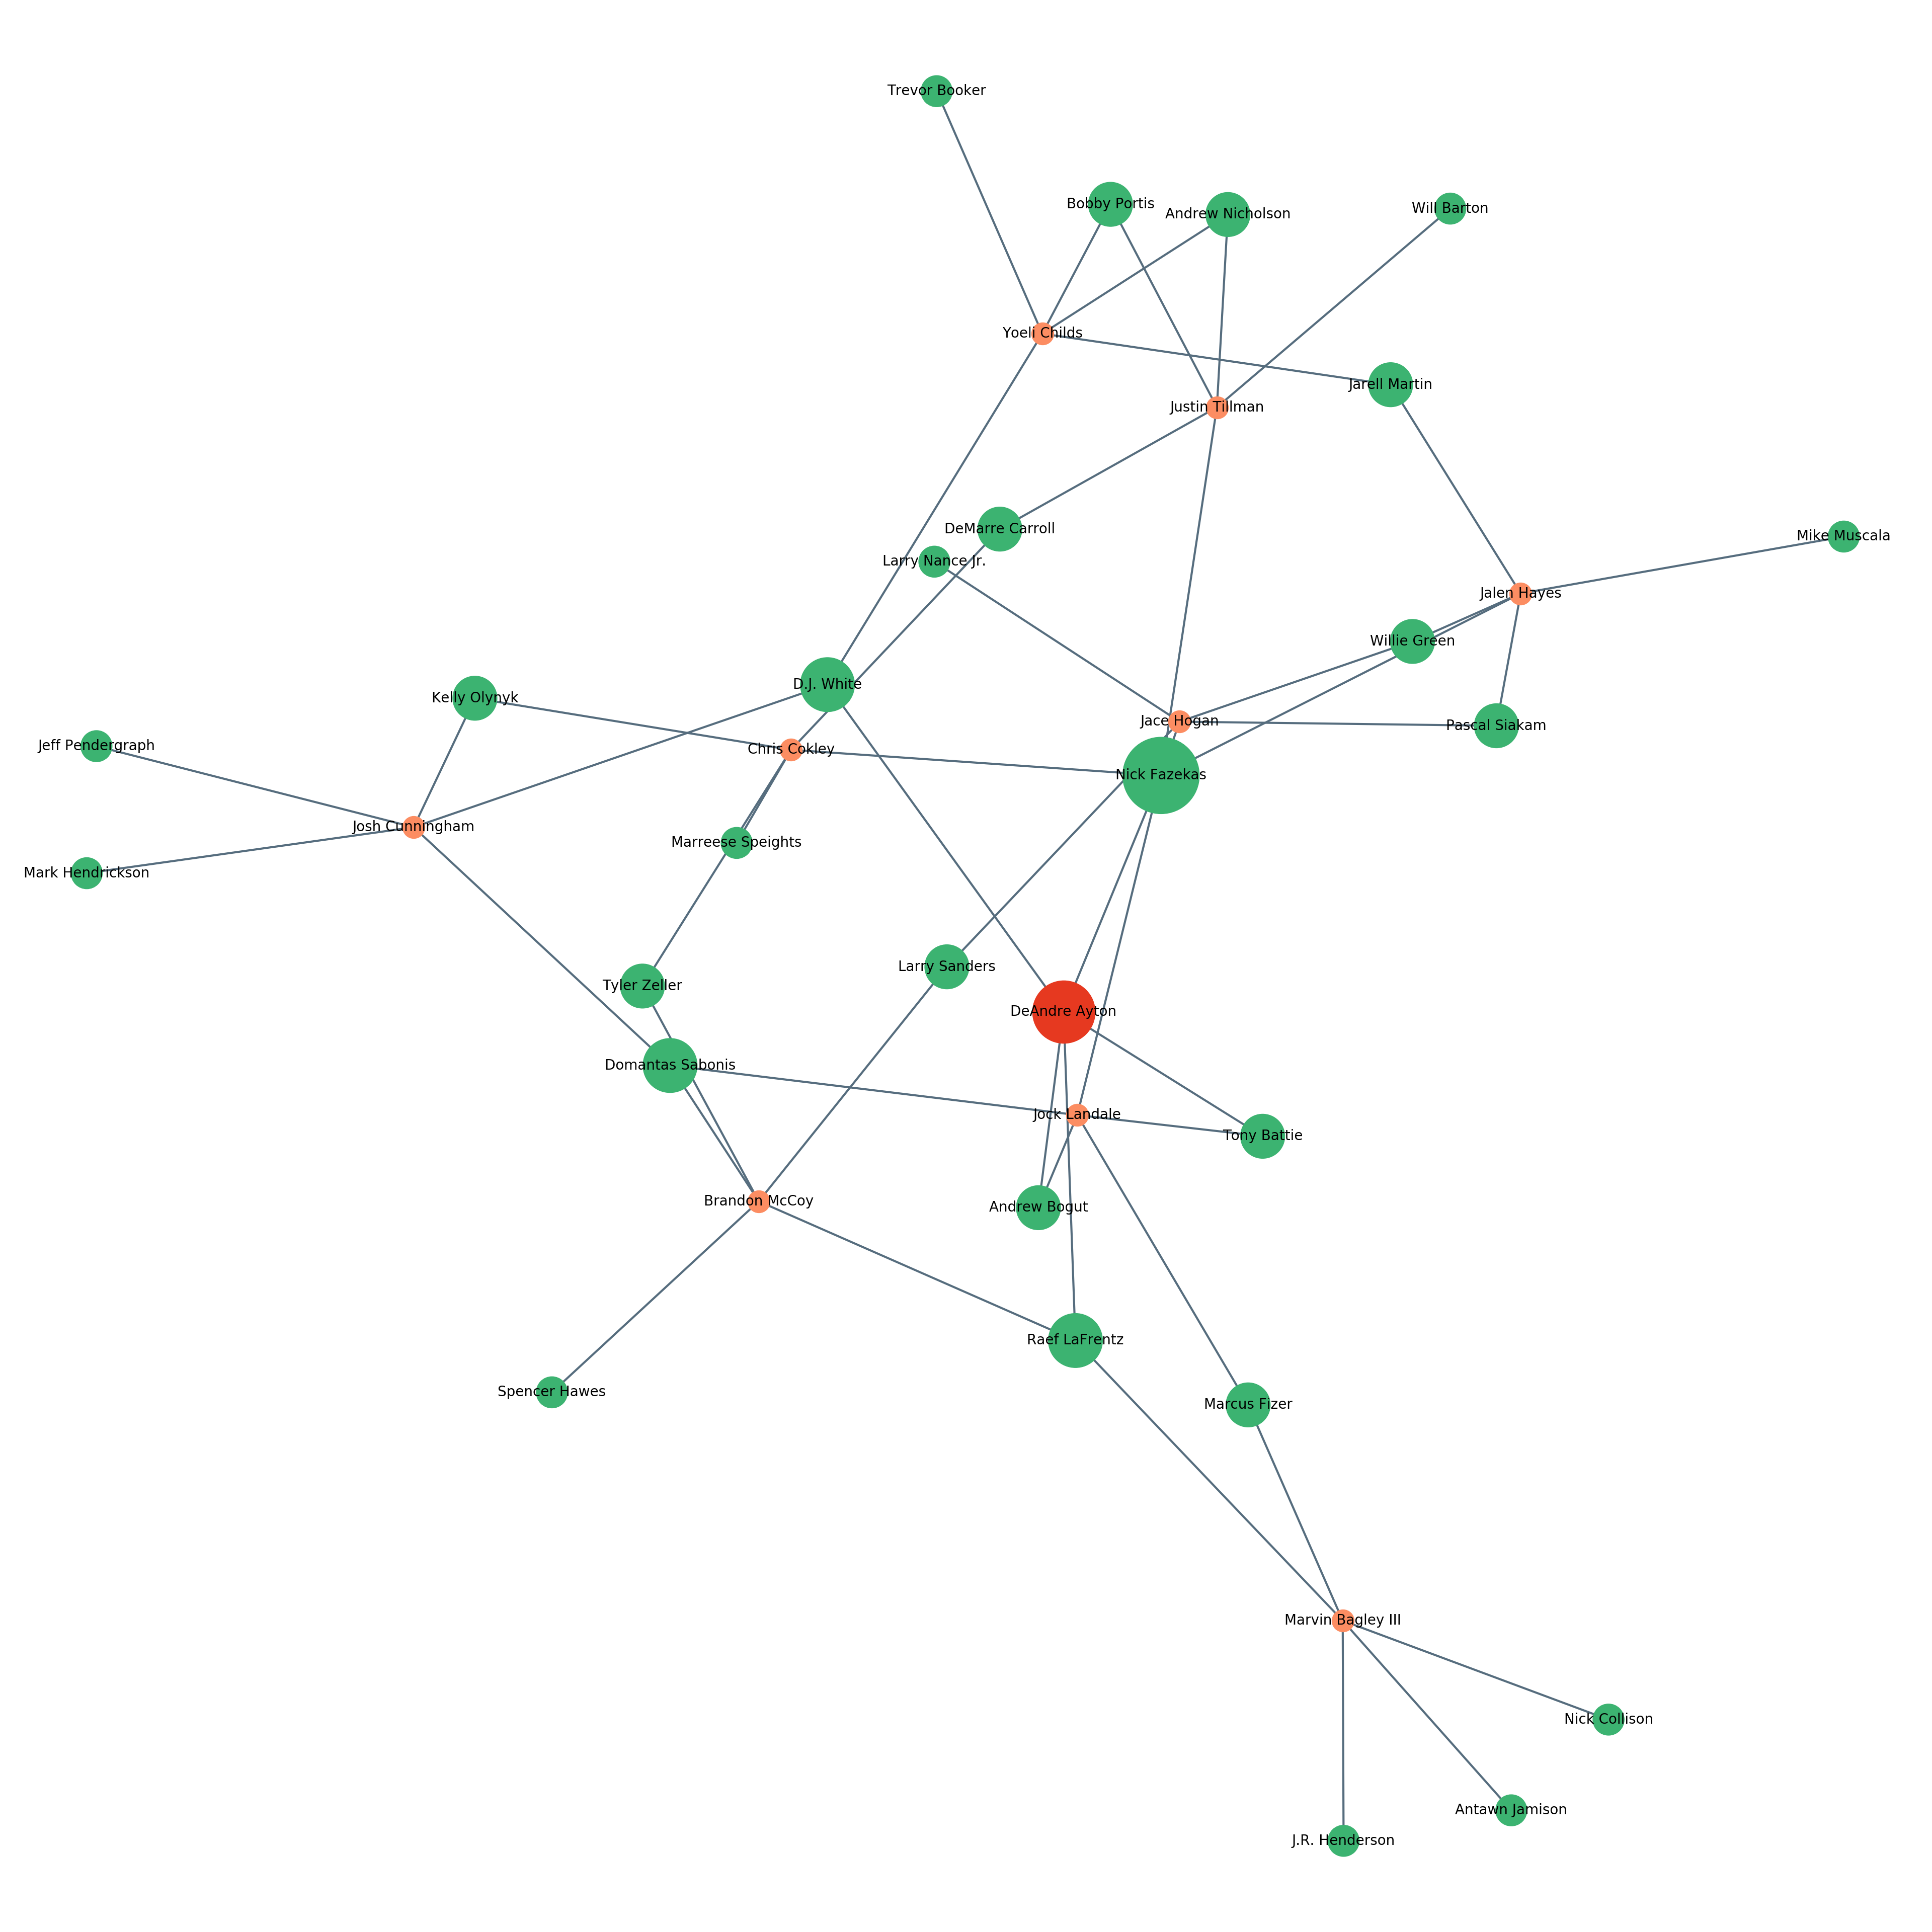 Trevor Booker
Bobby Portis
Will Barton
Andrew Nicholson
Yoeli Childs
Jarell Martin
Justin Tillman
DeMarre Carroll
Mike Muscala
Larry Nance Jr.
Jalen Hayes
Willie Green
D.J. White
Kelly Olynyk
Jace Hogan
Pascal Siakam
Jeff Pendergraph
Chris Cokley
Nick Fazekas
Josh Cunningham
Marreese Speights
Mark Hendrickson
Larry Sanders
Tyler Zeller
DeAndre Ayton
Domantas Sabonis
Jock Landale
Tony Battie
Brandon McCoy
Andrew Bogut
Raef LaFrentz
Spencer Hawes
Marcus Fizer
Marvin Bagley III
Nick Collison
Antawn Jamison
J.R. Henderson